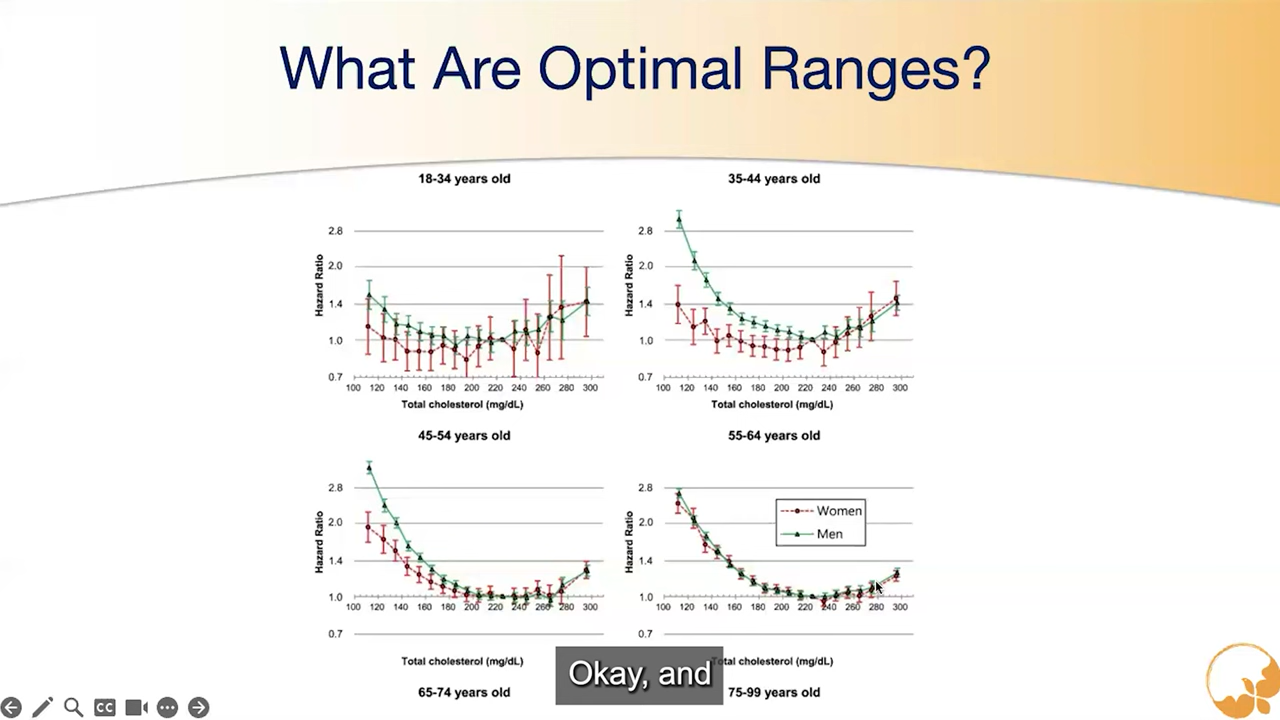 What Are Optimal Ranges?
18-34 years old
Hazard Ratio
2.8
2.0
1.4
1.0
0.7
100 120 140 160 180 200 220 240 260 280 300
Total cholesterol (mg/dL)
35-44 years old
Hazard Ratio
2.8
2.0
1.4
1.0
0.7
100 120 140 160 180 200 220 240 260 280 300
Total cholesterol (mg/dL)
45-54 years old
Hazard Ratio
2.8
2.0
1.4
1.0
100 120 140 160 180 200 220 240 260 280 300
0.7
Total cholesterol (mg/dL)
55-64 years old
Hazard Ratio
2.8
2.0
1.4
1.0
100 120 140 160 180 200 220 240 260 280 300
0.7
Women
Men
Total cholesterol (mg/dL)
Okay, and
65-74 years old
75-99 years old
CC